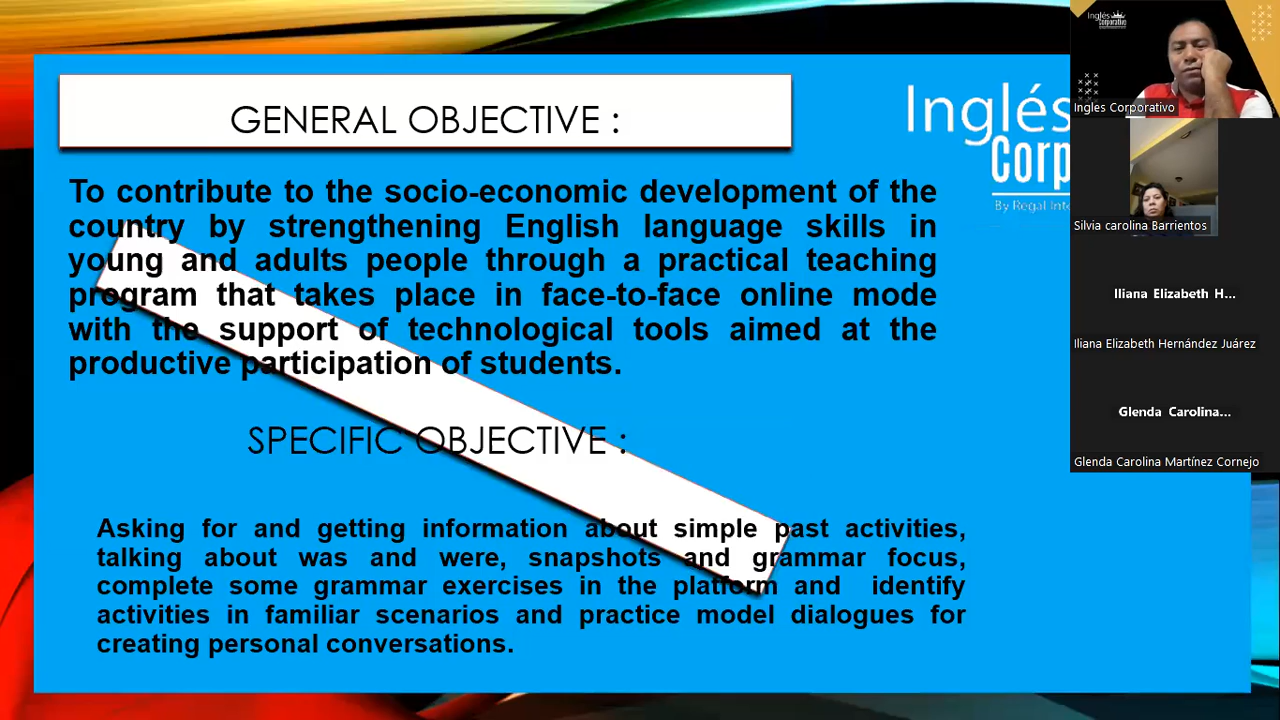 GENERAL OBJECTIVE :
To contribute to the socio-economic development of the
country by strengthening English language skills in
young and adults people through a practical teaching
program that takes place in face-to-face online mode
with the support of technological tools aimed at the
productive participation of students.
SPECIFIC OBJECTIVE :
Asking for and getting information about simple past activities,
talking about was and were, snapshots and grammar focus,
complete some grammar exercises in the platform and identify
activities in familiar scenarios and practice model dialogues for
creating personal conversations.
Inglés
Corp
By Regal Inte
Inglés
Corporativo
Ingles Corporativo
Silvia carolina Barrientos
Iliana Elizabeth H...
Iliana Elizabeth Hernández Juárez
Glenda Carolina...
Glenda Carolina Martínez Cornejo